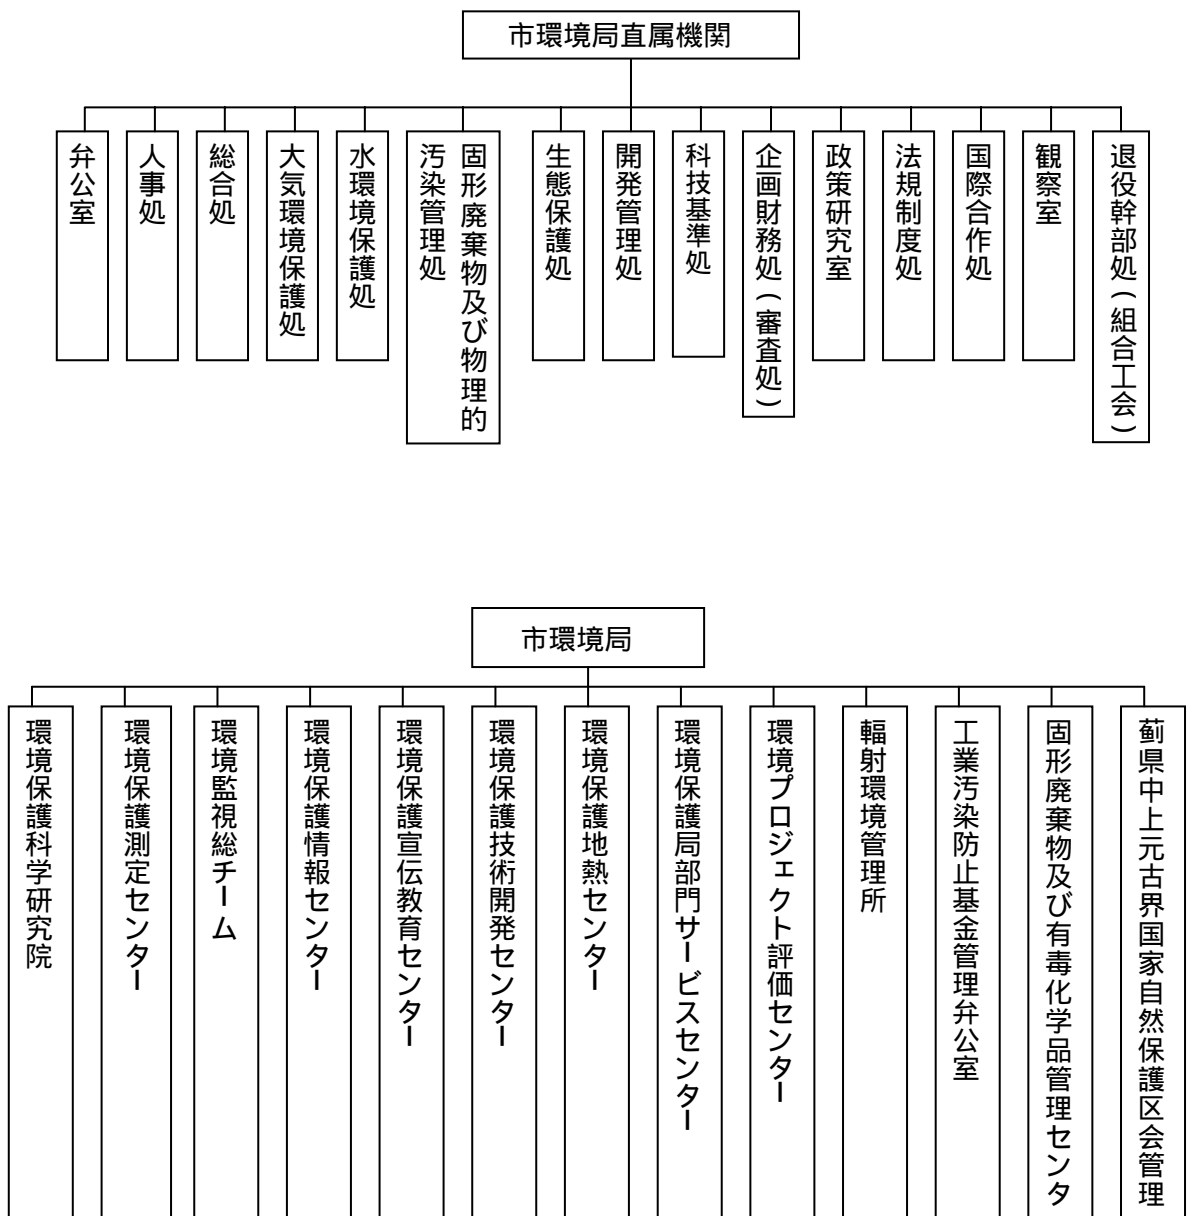 市環境局直属機関
弁公室
人事処
総合処
大気環境保護処
水環境保護処
固形廃棄物及び物理的
汚染管理処
生態保護処
開発管理処
科技基準処
企画財務処(審査処)
政策研究室
法規制度処
国際合作処
観察室
退役幹部処(組合工会)
市環境局
環境保護科学研究院
環境保護測定センター
環境監視総チーム
環境保護情報センター
環境保護宣伝教育センター
環境保護技術開発センター
環境保護地熱センター
環境保護局部門サービスセンター
環境プロジェクト評価センター
輻射環境管理所
工業汚染防止基金管理弁公室
固形廃棄物及び有毒化学品管理センタ
薊県中上元古界国家自然保護区会管理